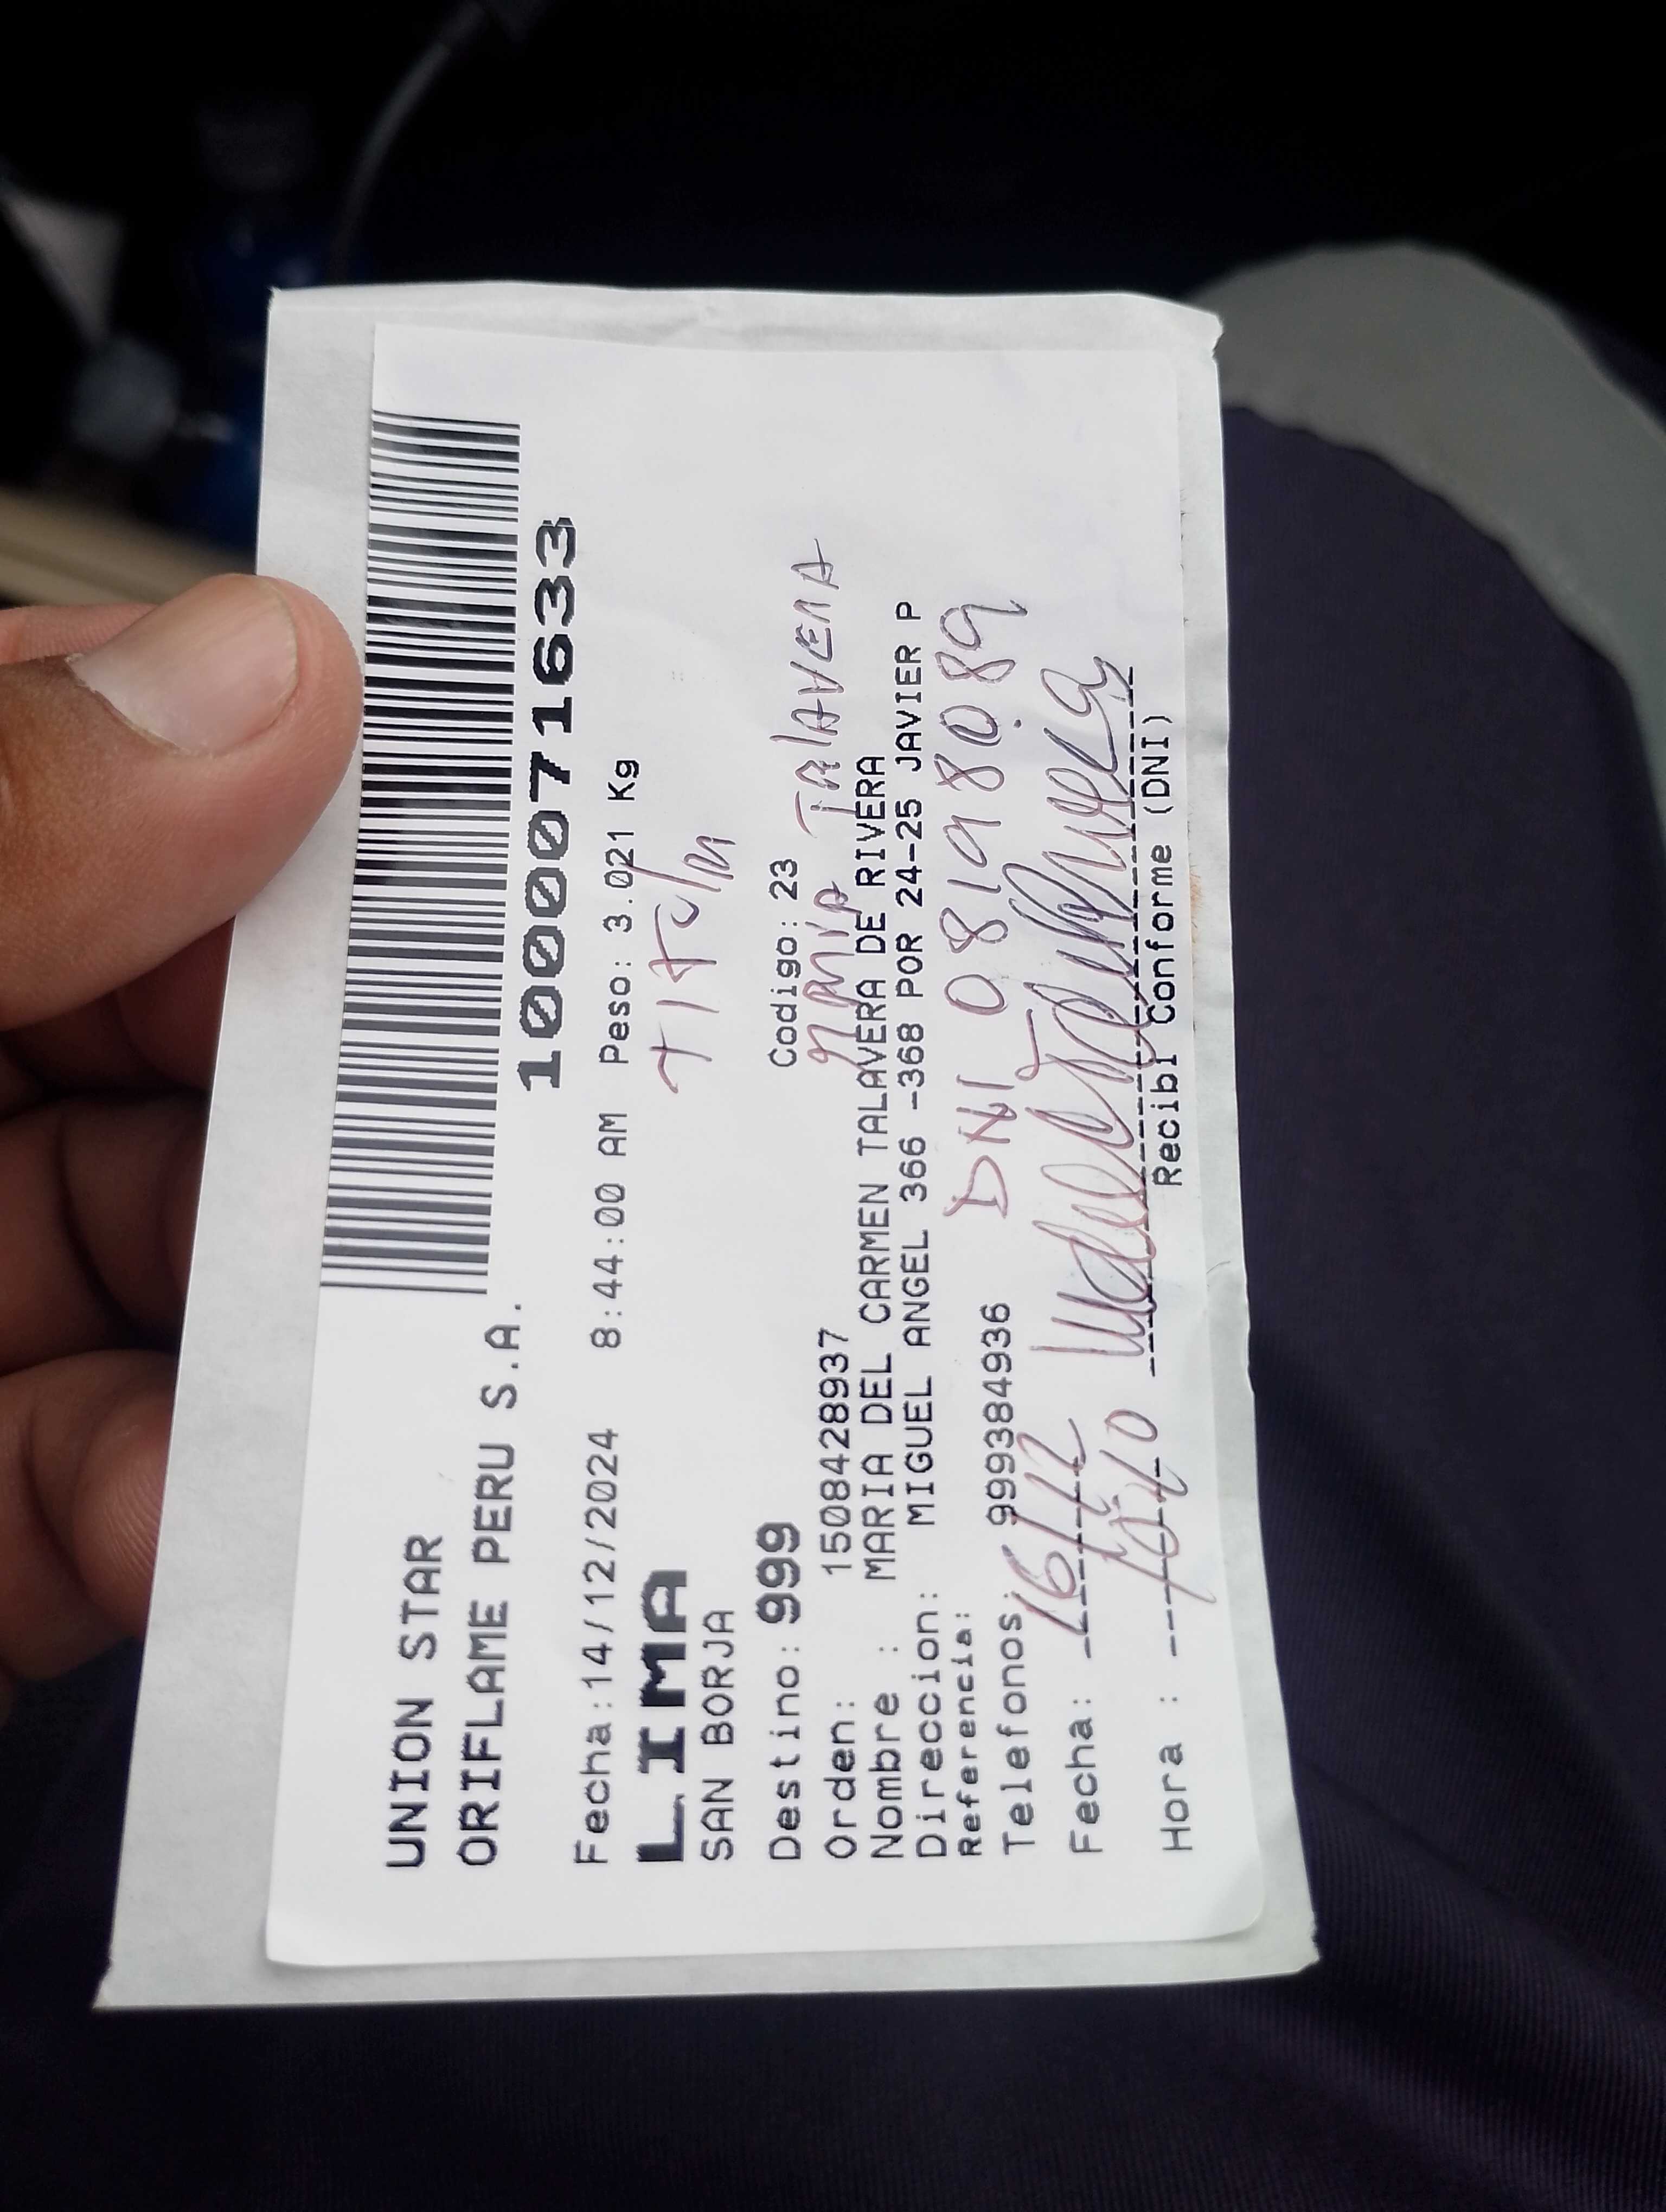 UNION STAR
ORIFLAME PERU S.A.
1000071633
Fecha:14/12/2024 8:44:00 AM Peso: 3.021 Kg
LIMA
TITULAR
SAN BORJA
Destino: 999 Codigo: 23
MARIA TALAVERA
Orden: 1508428937
Nombre : MARIA DEL CARMEN TALAVERA DE RIVERA
Direccion: MIGUEL ANGEL 366 -368 POR 24-25 JAVIER P
Referencia:
DNI 08198089
Telefonos: 999384936
Fecha: 16/12
Hora :
Recibi Conforme (DNI)